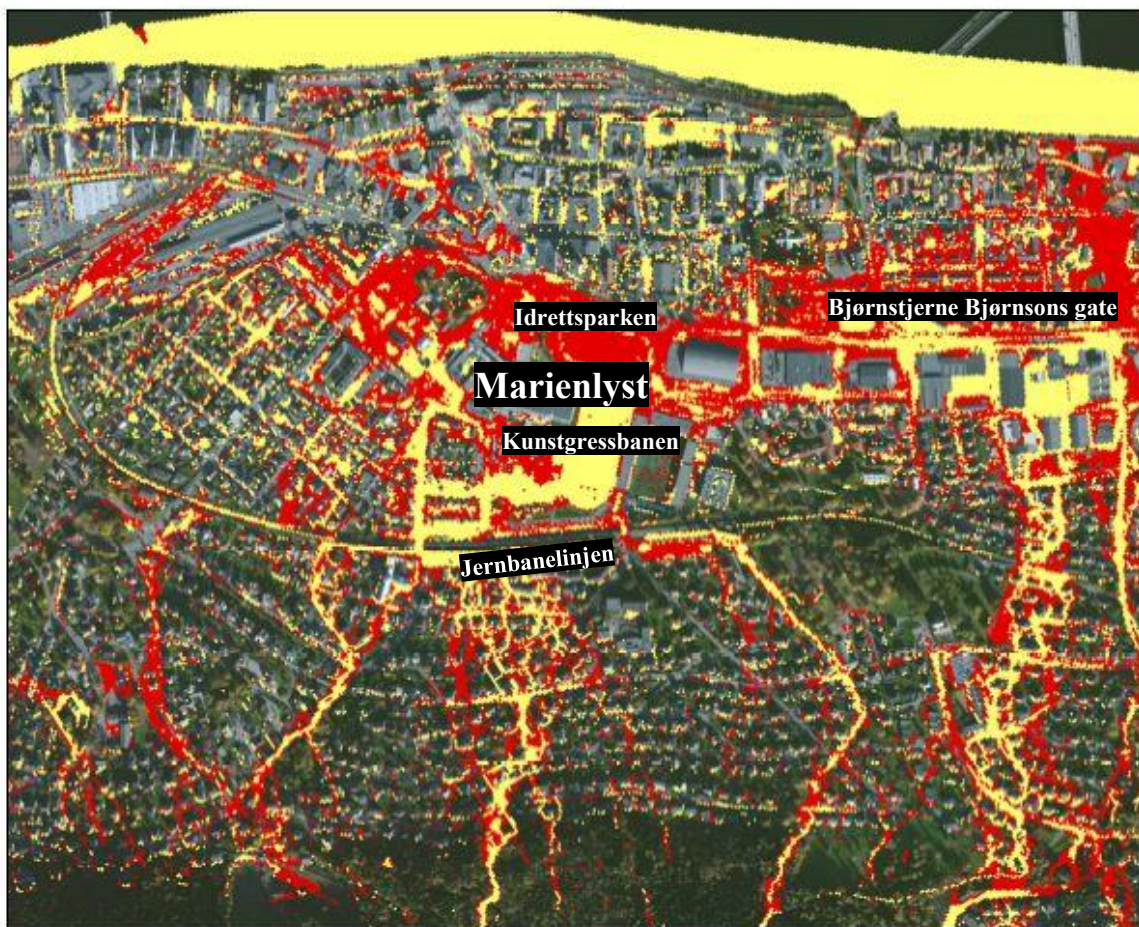 Idrettsparken
Bjørnstjerne Bjørnsons gate
Marienlyst
Kunstgressbanen
Jernbanelinjen